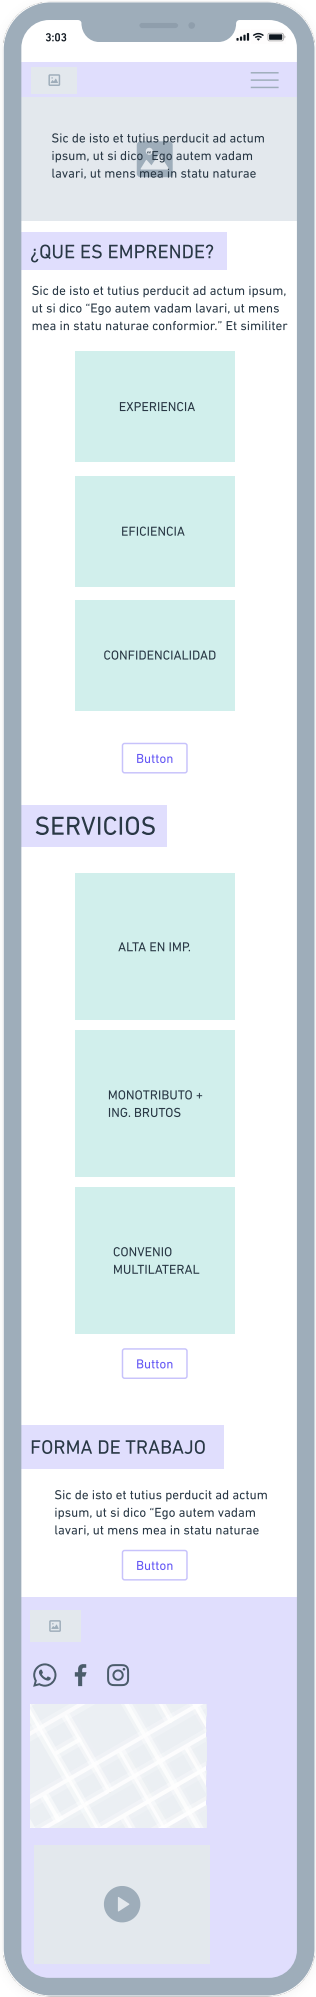 3:03
Sic de isto et tutius perducit ad actum
ipsum, ut si dico “Ego autem vadam
lavari, ut mens mea in statu naturae
¿QUE ES EMPRENDE?
Sic de isto et tutius perducit ad actum ipsum,
ut si dico “Ego autem vadam lavari, ut mens
mea in statu naturae conformior.” Et similiter
EXPERIENCIA
EFICIENCIA
CONFIDENCIALIDAD
Button
SERVICIOS
ALTA EN IMP.
MONOTRIBUTO +
ING. BRUTOS
CONVENIO
MULTILATERAL
Button
FORMA DE TRABAJO
Sic de isto et tutius perducit ad actum
ipsum, ut si dico “Ego autem vadam
lavari, ut mens mea in statu naturae
Button